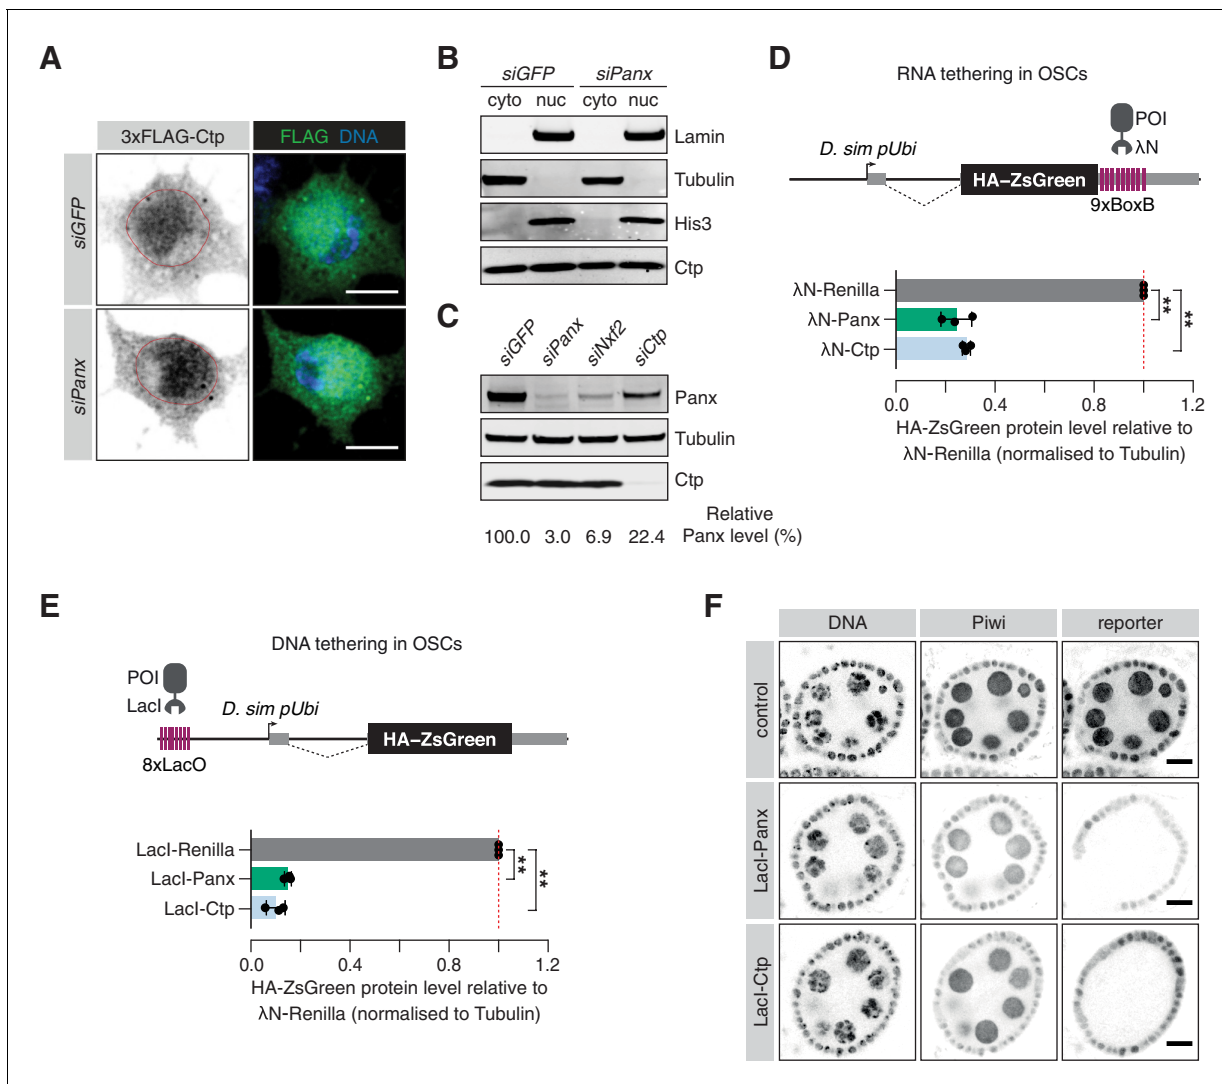 A
3xFLAG-Ctp
FLAG DNA
siGFP
siPanx
B
siGFP siPanx
cyto nuc cyto nuc
Lamin
Tubulin
His3
Ctp
C
siGFP siPanx siNxf2 siCtp
Panx
Tubulin
Ctp
Relative
100.0 3.0 6.9 22.4 Panx level (%)
D
RNA tethering in OSCs
POI
λN
D. sim pUbi
HA–ZsGreen
9xBoxB
λN-Renilla
λN-Panx
λN-Ctp
**
**
0.0 0.4 0.8 1.2
HA-ZsGreen protein level relative to
λN-Renilla (normalised to Tubulin)
E
DNA tethering in OSCs
POI
LacI
D. sim pUbi
HA–ZsGreen
8xLacO
LacI-Renilla
LacI-Panx
LacI-Ctp
**
**
0.0 0.4 0.8 1.2
HA-ZsGreen protein level relative to
λN-Renilla (normalised to Tubulin)
F
DNA Piwi reporter
control
LacI-Panx
LacI-Ctp